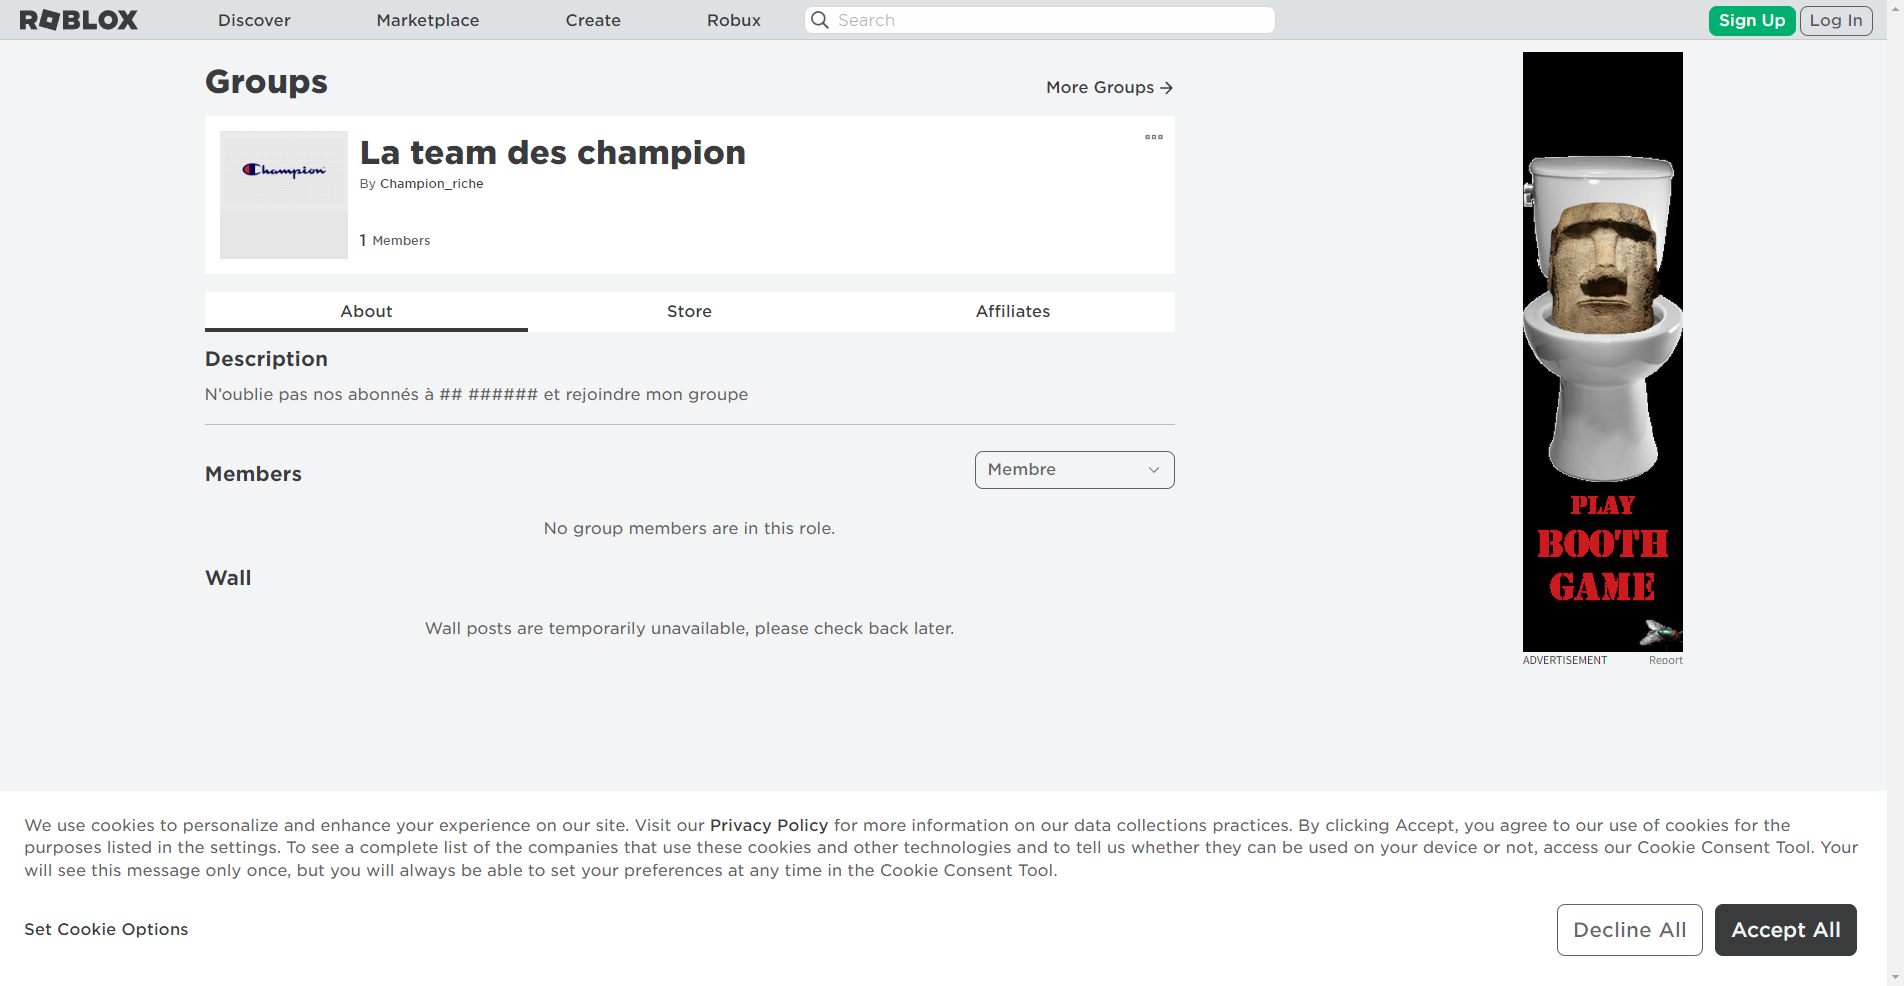 ROBLOX Discover Marketplace Create Robux Search Sign Up Log In
Groups
More Groups
Champion
La team des champion
By Champion_riche
1 Members
About Store Affiliates
Description
N'oublie pas nos abonnés à ## ###### et rejoindre mon groupe
Members
Membre
No group members are in this role.
Wall
Wall posts are temporarily unavailable, please check back later.
PLAY
BOOTH
GAME
ADVERTISEMENT Report
We use cookies to personalize and enhance your experience on our site. Visit our Privacy Policy for more information on our data collections practices. By clicking Accept, you agree to our use of cookies for the
purposes listed in the settings. To see a complete list of the companies that use these cookies and other technologies and to tell us whether they can be used on your device or not, access our Cookie Consent Tool. Your
will see this message only once, but you will always be able to set your preferences at any time in the Cookie Consent Tool.
Set Cookie Options
Decline All Accept All